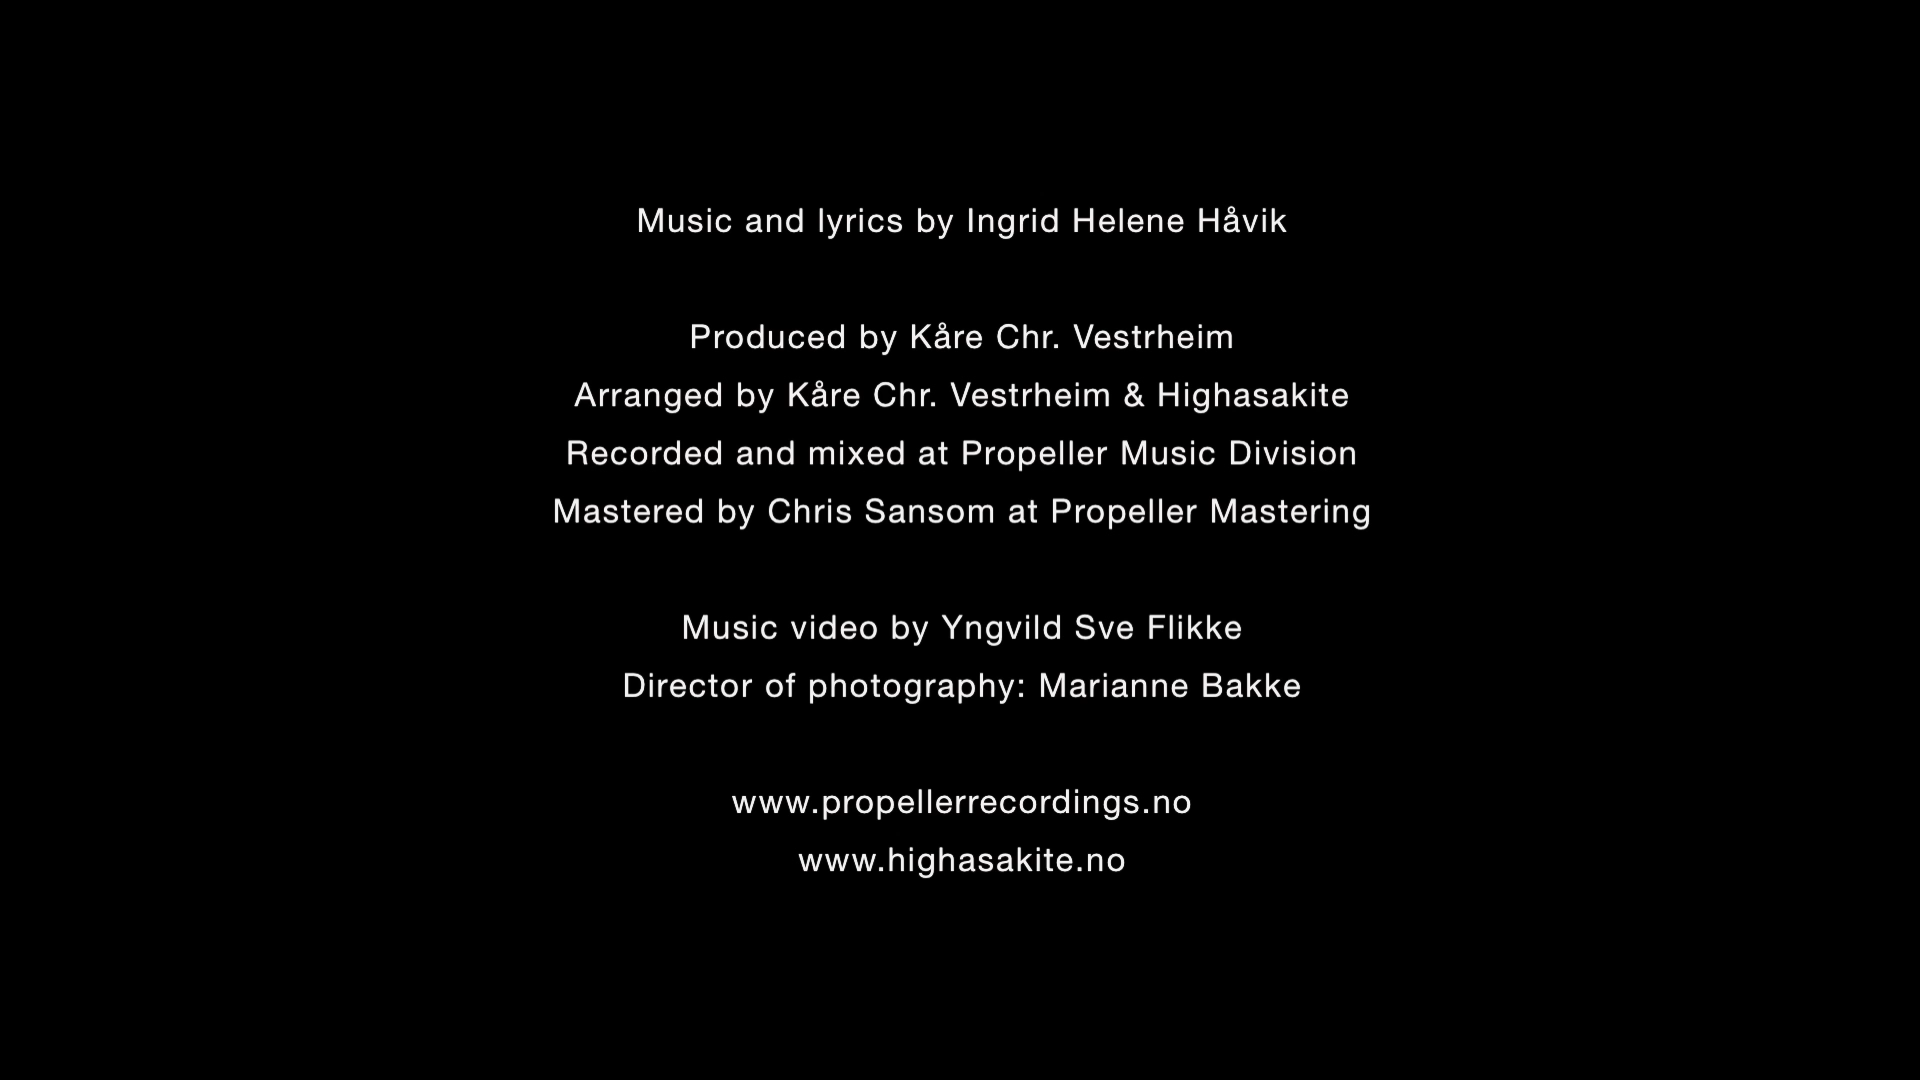 Music and lyrics by Ingrid Helene Håvik
Produced by Kåre Chr. Vestrheim
Arranged by Kåre Chr. Vestrheim & Highasakite
Recorded and mixed at Propeller Music Division
Mastered by Chris Sansom at Propeller Mastering
Music video by Yngvild Sve Flikke
Director of photography: Marianne Bakke
www.propellerrecordings.no
www.highasakite.no